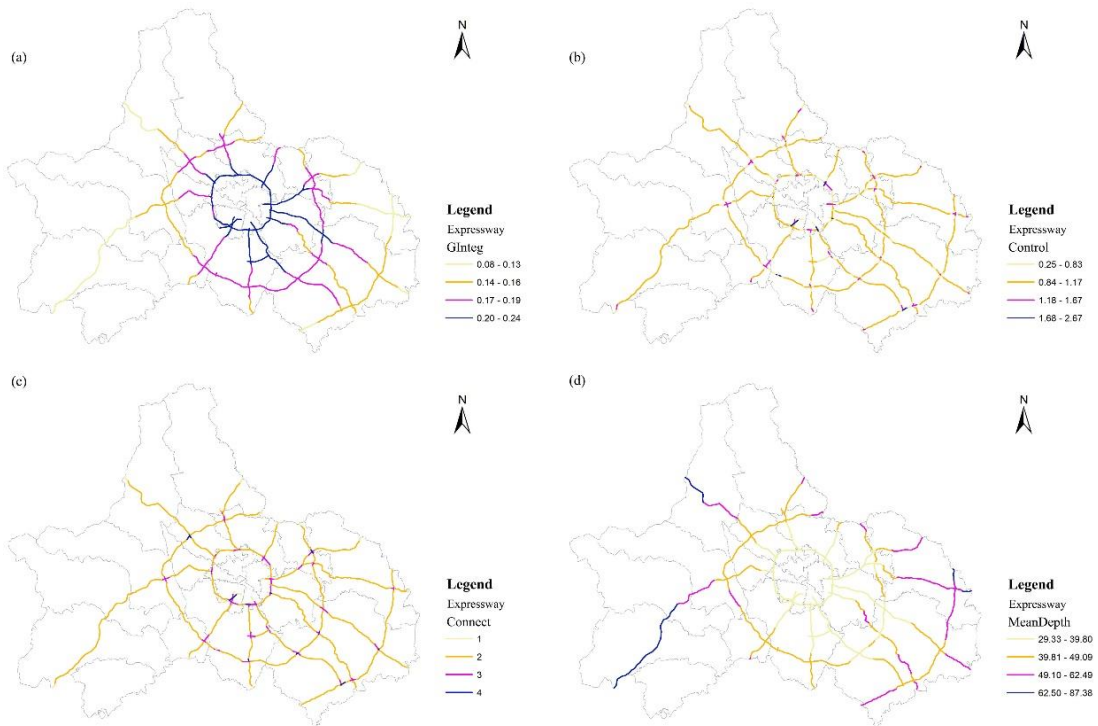 (a)
N
Legend
Expressway
GInteg
0.08 - 0.13
0.14 - 0.16
0.17 - 0.19
0.20 - 0.24
(b)
N
Legend
Expressway
Control
0.25 - 0.83
0.84 - 1.17
1.18 - 1.67
1.68 - 2.67
(c)
N
Legend
Expressway
Connect
1
2
3
4
(d)
N
Legend
Expressway
MeanDepth
29.33 - 39.80
39.81 - 49.09
49.10 - 62.49
62.50 - 87.38